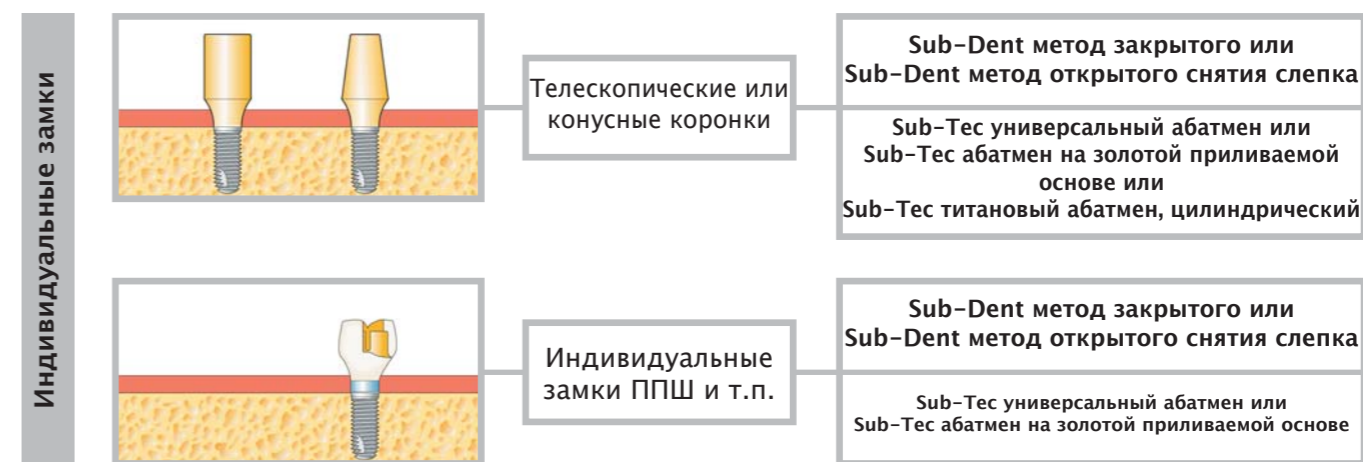 Индивидуальные замки
Телескопические или
конусные коронки
Sub-Dent метод закрытого или
Sub-Dent метод открытого снятия слепка
Sub-Tec универсальный абатмен или
Sub-Tec абатмен на золотой приливаемой
основе или
Sub-Tec титановый абатмен, цилиндрический
Индивидуальные
замки ППШ и т.п.
Sub-Dent метод закрытого или
Sub-Dent метод открытого снятия слепка
Sub-Tec универсальный абатмен или
Sub-Tec абатмен на золотой приливаемой основе